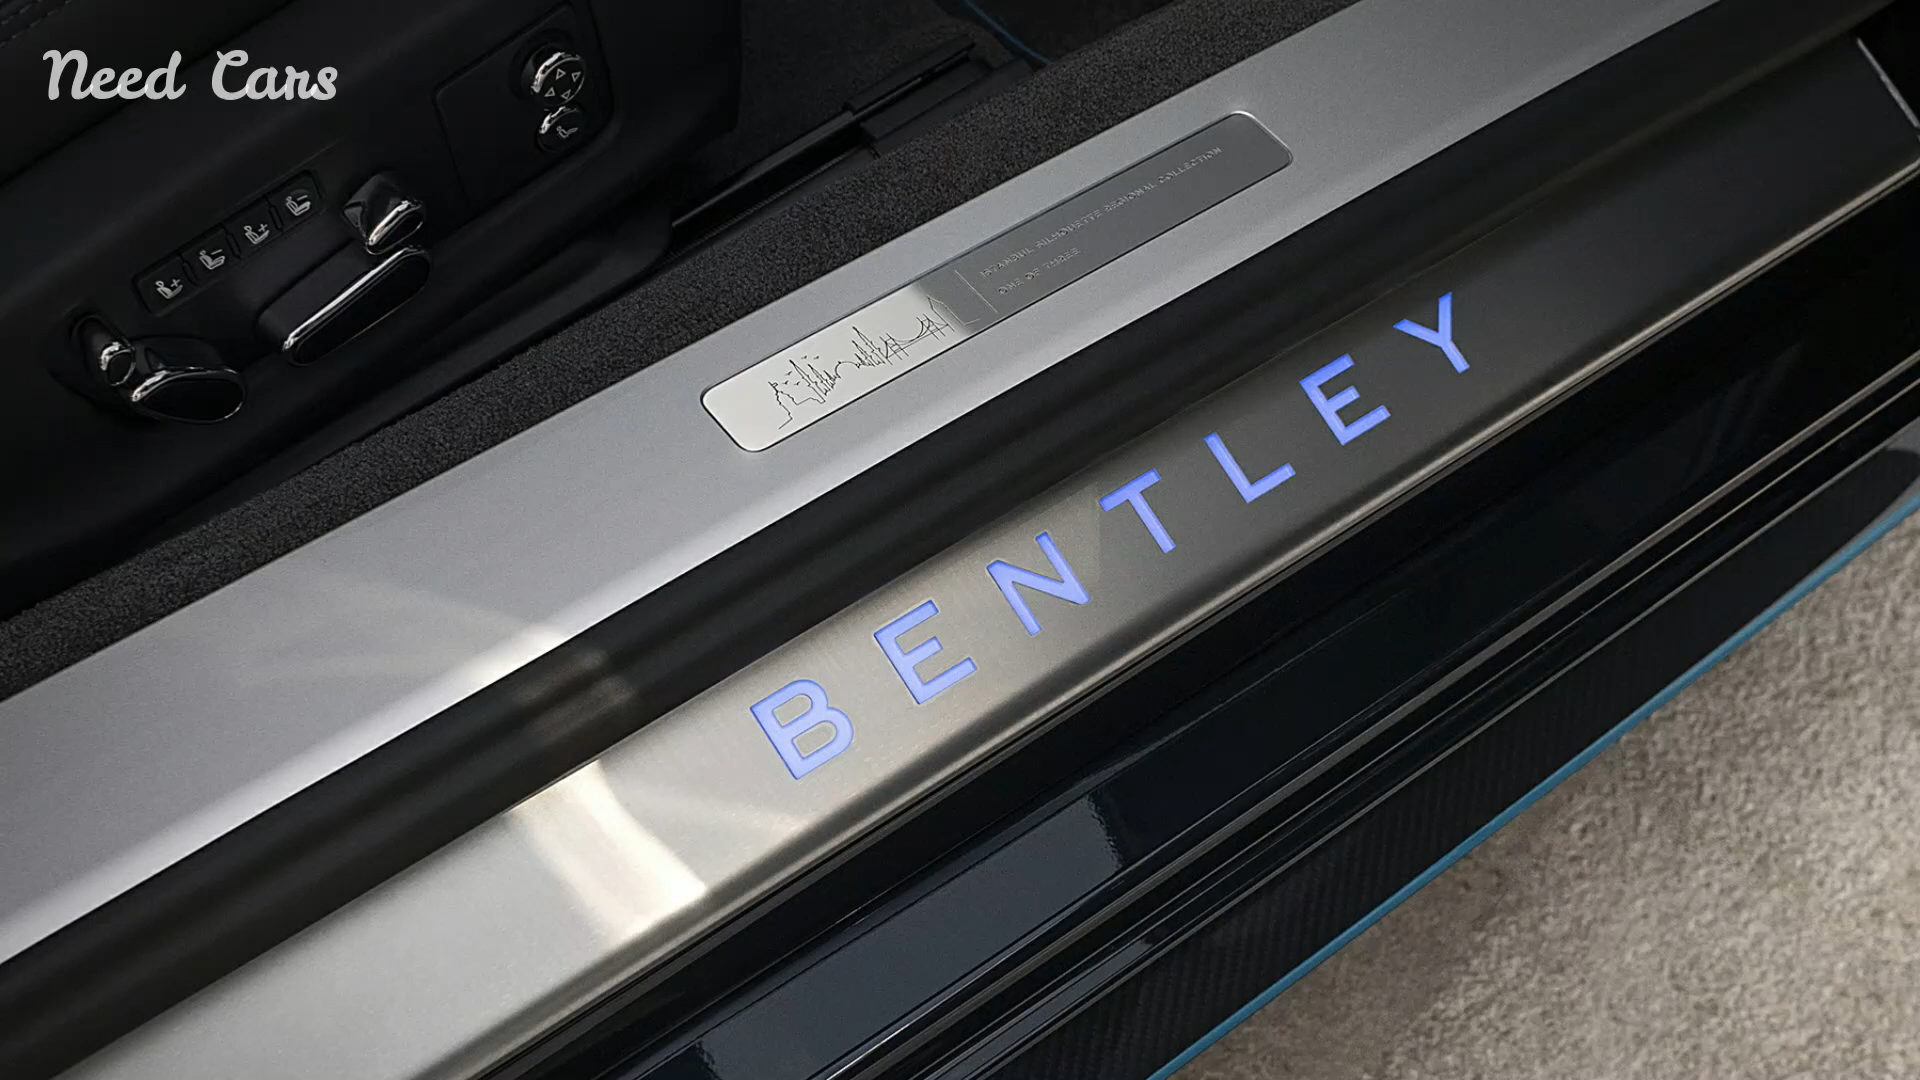 Need Cars
ISTANBUL SILHOUETTE REGIONAL COLLECTION
ONE OF THREE
BENTLEY